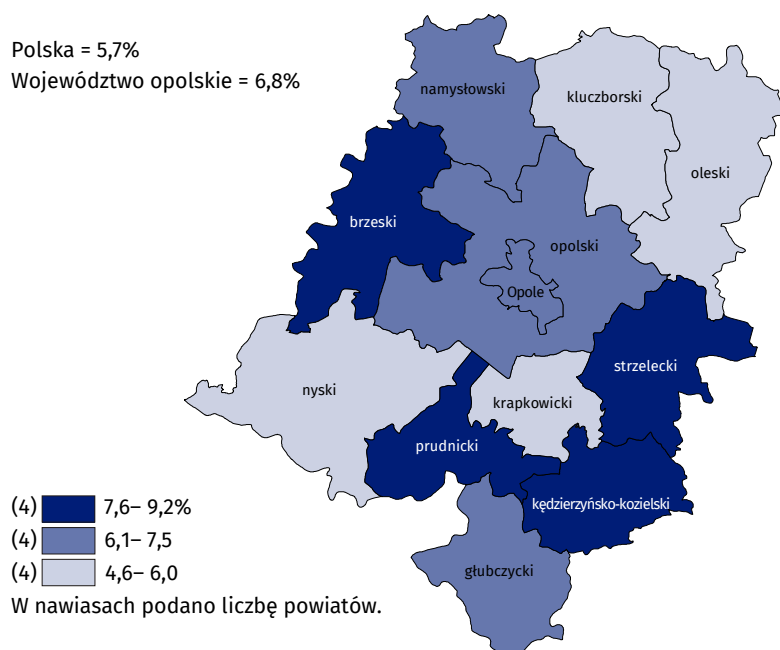 Polska = 5,7%
Województwo opolskie = 6,8%
namysłowski
kluczborski
oleski
brzeski
opolski
Opole
strzelecki
nyski
krapkowicki
prudnicki
kędzierzyńsko-kozielski
głubczycki
(4) 7,6– 9,2%
(4) 6,1– 7,5
(4) 4,6– 6,0
W nawiasach podano liczbę powiatów.